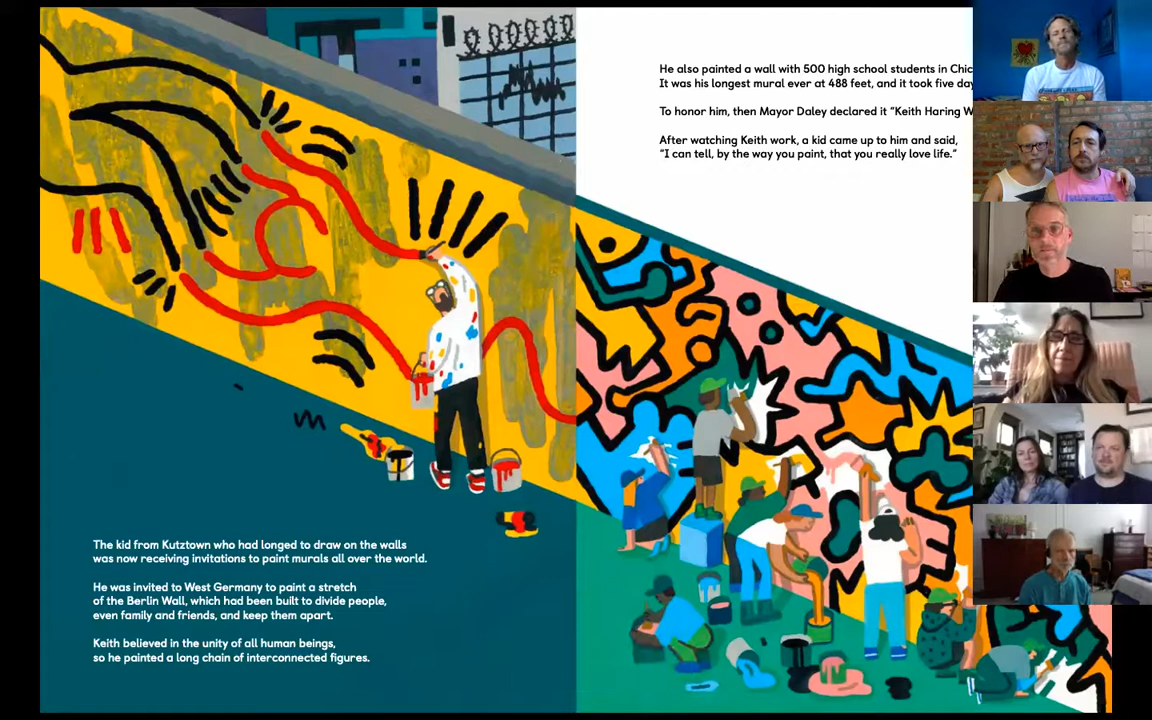 The kid from Kutztown who had longed to draw on the walls
was now receiving invitations to paint murals all over the world.
He was invited to West Germany to paint a stretch
of the Berlin Wall, which had been built to divide people,
even family and friends, and keep them apart.
Keith believed in the unity of all human beings,
so he painted a long chain of interconnected figures.
He also painted a wall with 500 high school students in Chic
It was his longest mural ever at 488 feet, and it took five day
To honor him, then Mayor Daley declared it “Keith Haring W
After watching Keith work, a kid came up to him and said,
“I can tell, by the way you paint, that you really love life.”